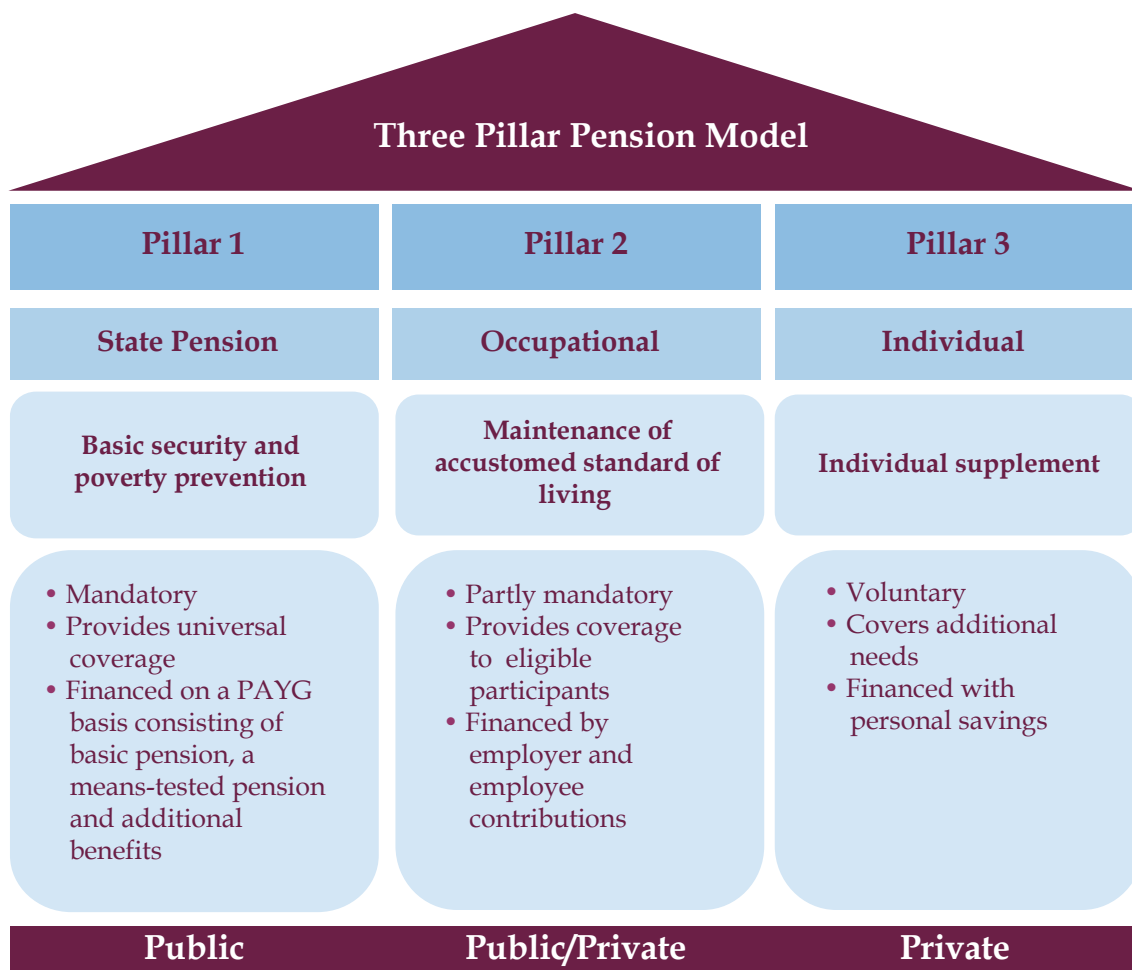 Three Pillar Pension Model
Pillar 1
Pillar 2
Pillar 3
State Pension
Occupational
Individual
Basic security and
poverty prevention
Maintenance of
accustomed standard of
living
Individual supplement
• Mandatory
• Provides universal
coverage
• Financed on a PAYG
basis consisting of
basic pension, a
means-tested pension
and additional
benefits
• Partly mandatory
• Provides coverage
to eligible
participants
• Financed by
employer and
employee
contributions
• Voluntary
• Covers additional
needs
• Financed with
personal savings
Public
Public/Private
Private